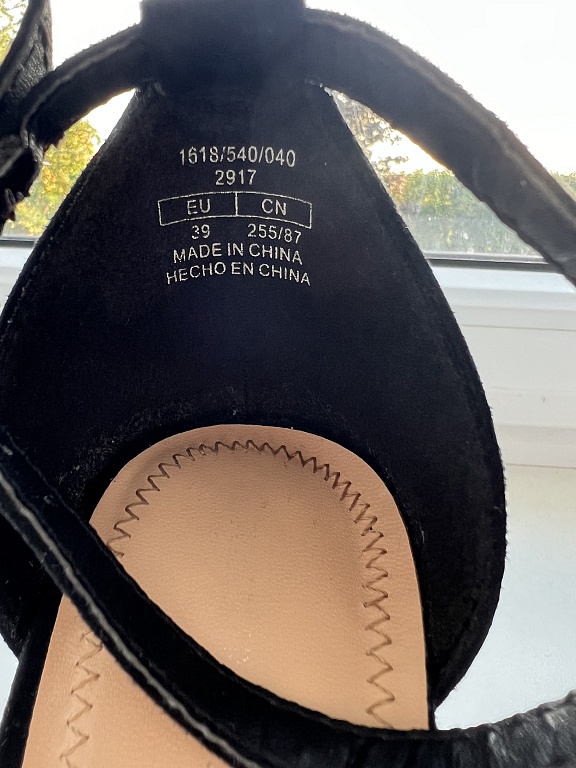 1618/540/040
2917
EU CN
39 255/87
MADE IN CHINA
HECHO EN CHINA